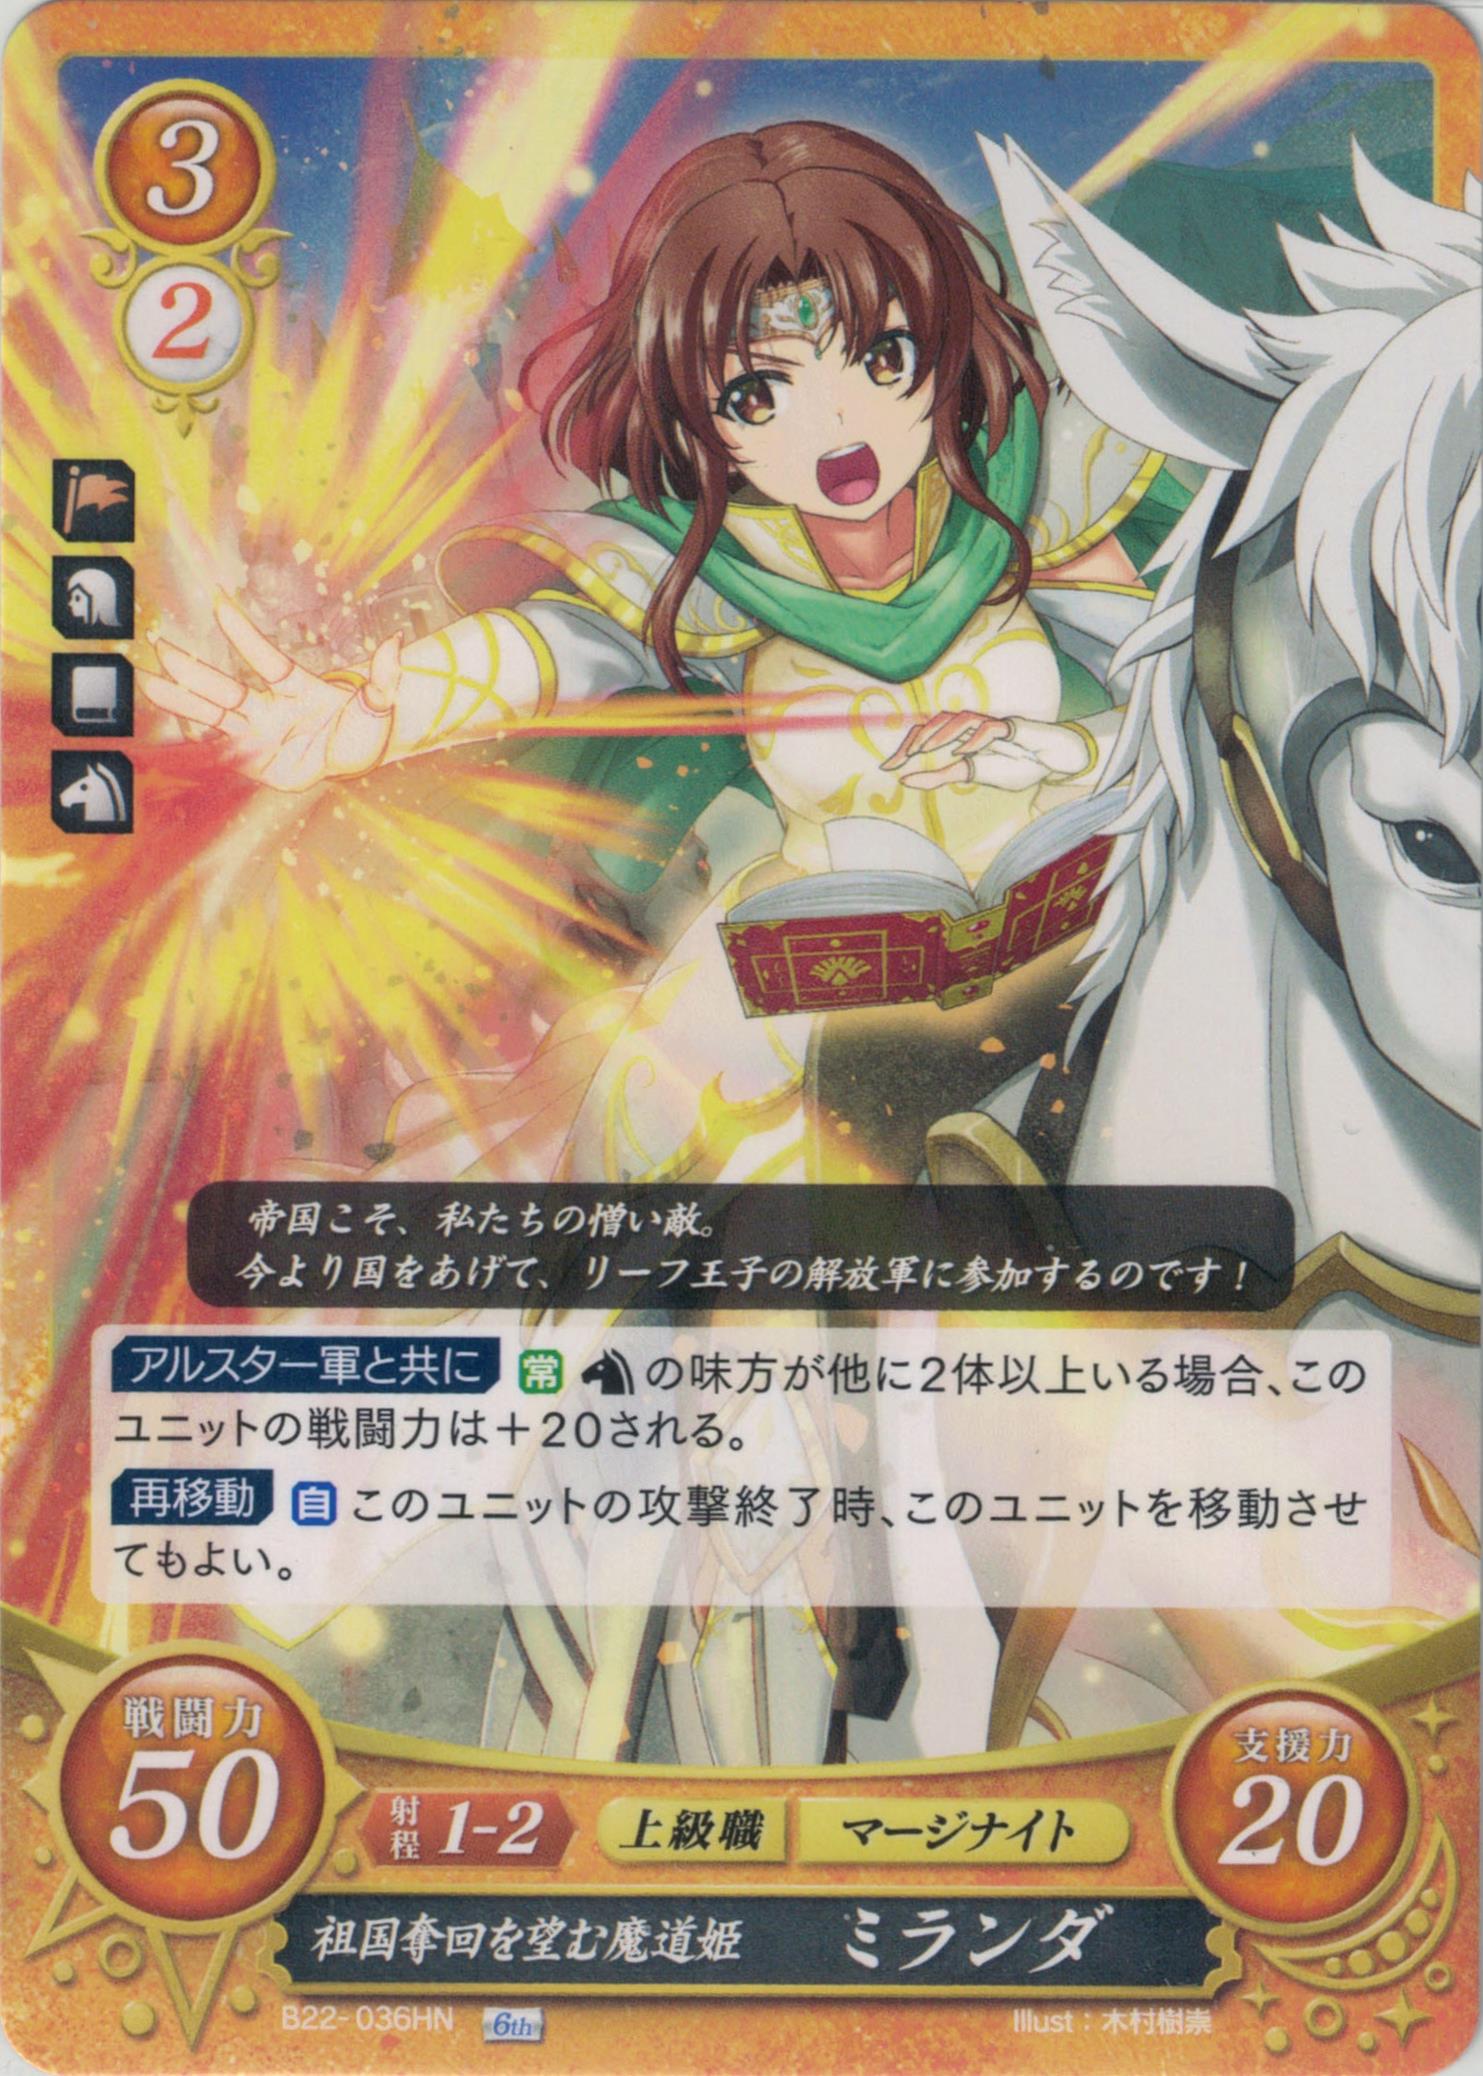 3
2
帝国こそ、私たちの憎い敵。
今より国をあげて、リーフ王子の解放軍に参加するのです!
アルスター軍と共に 常 の味方が他に2体以上いる場合、この
ユニットの戦闘力は+20される。
再移動 自 このユニットの攻撃終了時、このユニットを移動させ
てもよい。
戦闘力
50
射程 1-2
上級職 マージナイト
支援力
20
祖国奪回を望む魔道姫 ミランダ
B22-036HN 6th
Illust:木村樹崇